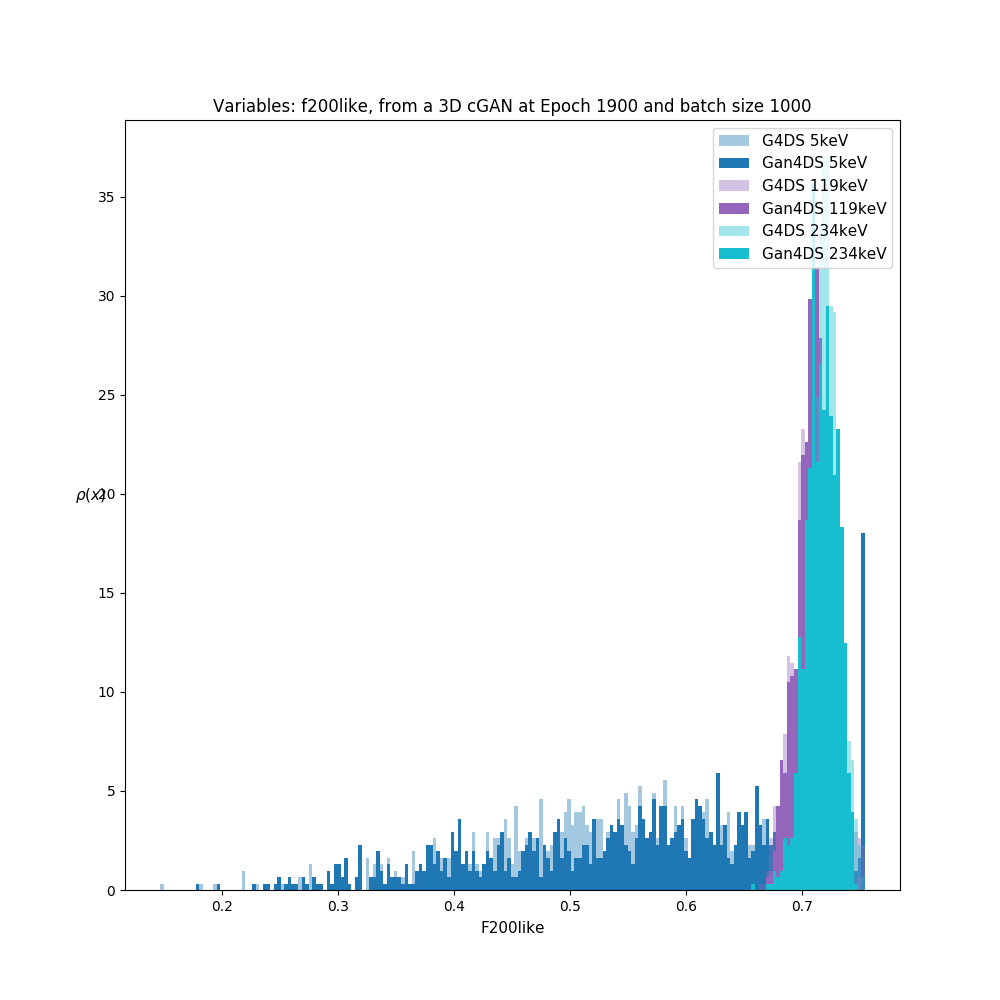 Variables: f200like, from a 3D cGAN at Epoch 1900 and batch size 1000
G4DS 5keV
Gan4DS 5keV
G4DS 119keV
Gan4DS 119keV
G4DS 234keV
Gan4DS 234keV
35
30
25
ρ(x)
20
15
10
5
0
0.2 0.3 0.4 0.5 0.6 0.7
F200like